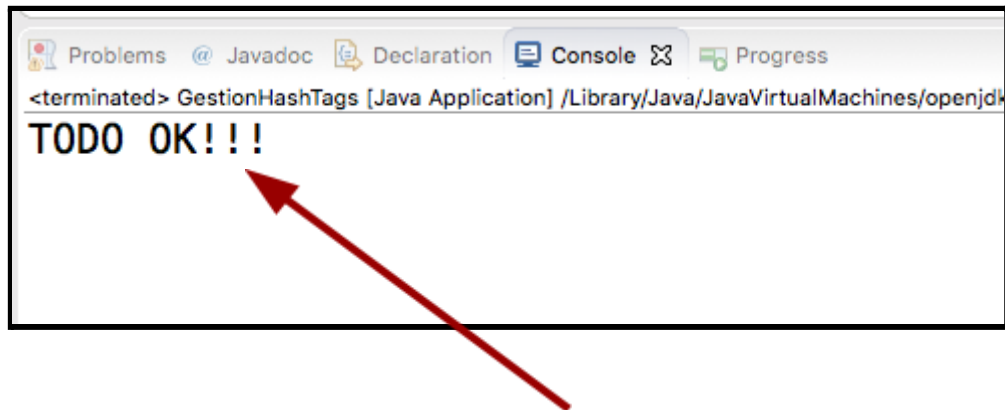 Problems @ Javadoc Declaration Console Progress
<terminated> GestionHashTags [Java Application] /Library/Java/JavaVirtualMachines/openjdk
TODO OK!!!